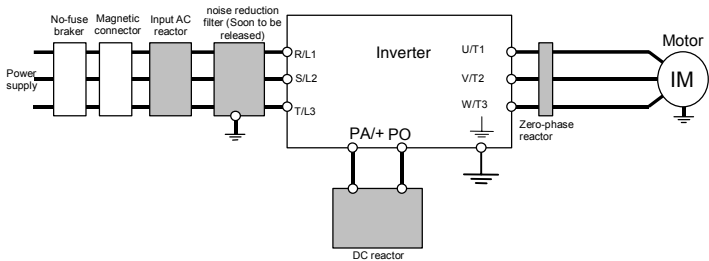 No-fuse
braker
Magnetic
connector
Input AC
reactor
noise reduction
filter (Soon to be
released)
Power
supply
R/L1
S/L2
T/L3
Inverter
U/T1
V/T2
W/T3
PA/+ PO
Zero-phase
reactor
Motor
IM
DC reactor